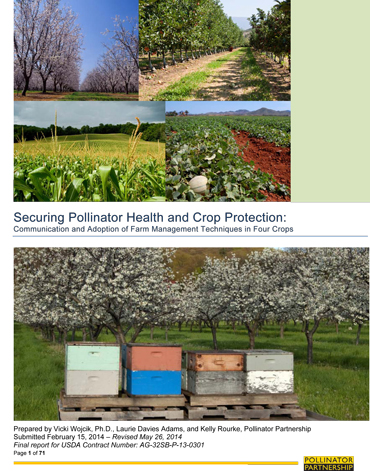 Securing Pollinator Health and Crop Protection:
Communication and Adoption of Farm Management Techniques in Four Crops
Prepared by Vicki Wojcik, Ph.D., Laurie Davies Adams, and Kelly Rourke, Pollinator Partnership
Submitted February 15, 2014 – Revised May 26, 2014
Final report for USDA Contract Number: AG-32SB-P-13-0301
Page 1 of 71
POLLINATOR
PARTNERSHIP